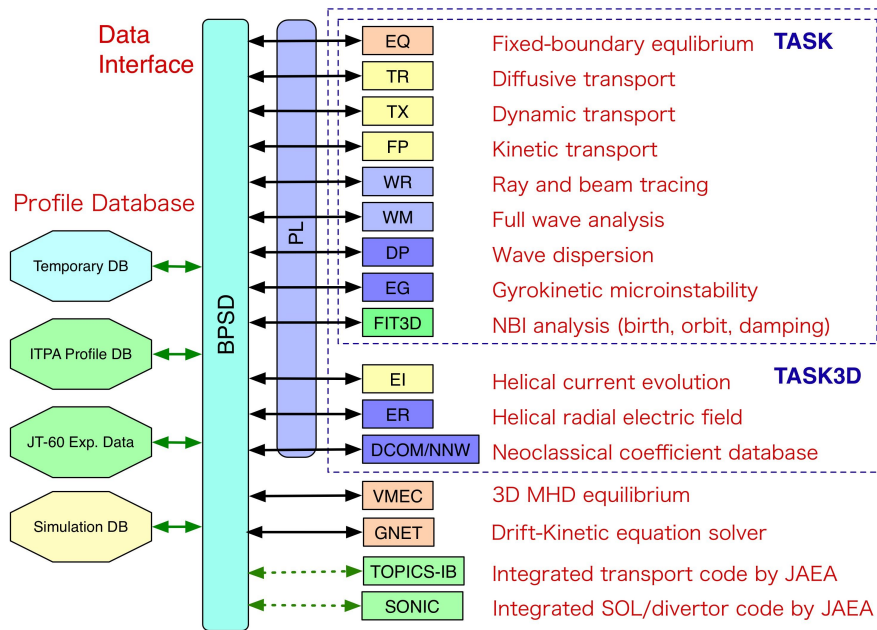 Data
Interface
Profile Database
Temporary DB
ITPA Profile DB
JT-60 Exp. Data
Simulation DB
BPSD
PL
TASK
EQ Fixed-boundary equlibrium
TR Diffusive transport
TX Dynamic transport
FP Kinetic transport
WR Ray and beam tracing
WM Full wave analysis
DP Wave dispersion
EG Gyrokinetic microinstability
FIT3D NBI analysis (birth, orbit, damping)
TASK3D
EI Helical current evolution
ER Helical radial electric field
DCOM/NNW Neoclassical coefficient database
VMEC 3D MHD equilibrium
GNET Drift-Kinetic equation solver
TOPICS-IB Integrated transport code by JAEA
SONIC Integrated SOL/divertor code by JAEA